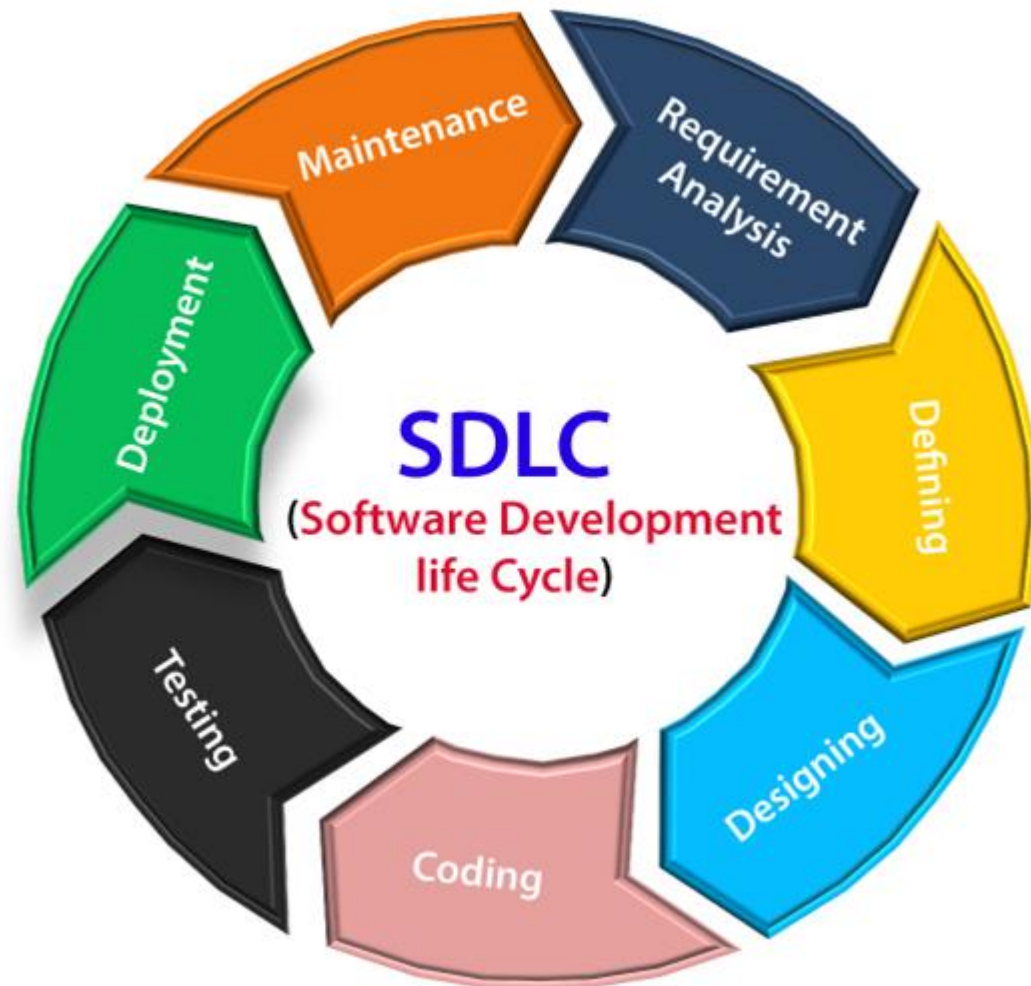 SDLC
(Software Development
life Cycle)
Requirement
Analysis
Defining
Designing
Coding
Testing
Deployment
Maintenance